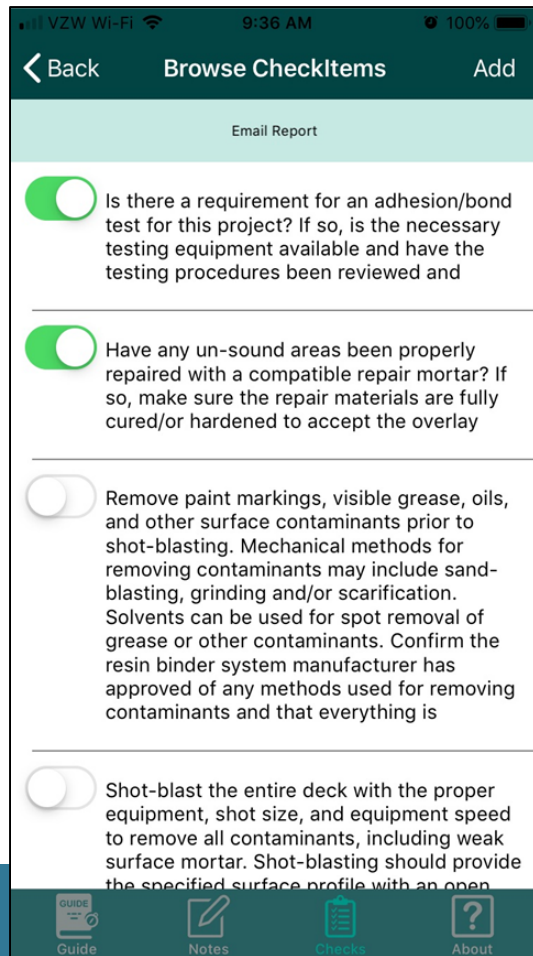 VZW Wi-Fi 9:36 AM 100%
Back Browse CheckItems Add
Email Report
Is there a requirement for an adhesion/bond
test for this project? If so, is the necessary
testing equipment available and have the
testing procedures been reviewed and
Have any un-sound areas been properly
repaired with a compatible repair mortar? If
so, make sure the repair materials are fully
cured/or hardened to accept the overlay
Remove paint markings, visible grease, oils,
and other surface contaminants prior to
shot-blasting. Mechanical methods for
removing contaminants may include sand-
blasting, grinding and/or scarification.
Solvents can be used for spot removal of
grease or other contaminants. Confirm the
resin binder system manufacturer has
approved of any methods used for removing
contaminants and that everything is
Shot-blast the entire deck with the proper
equipment, shot size, and equipment speed
to remove all contaminants, including weak
surface mortar. Shot-blasting should provide
the specified surface profile with an open
GUIDE
Guide Notes Checks About